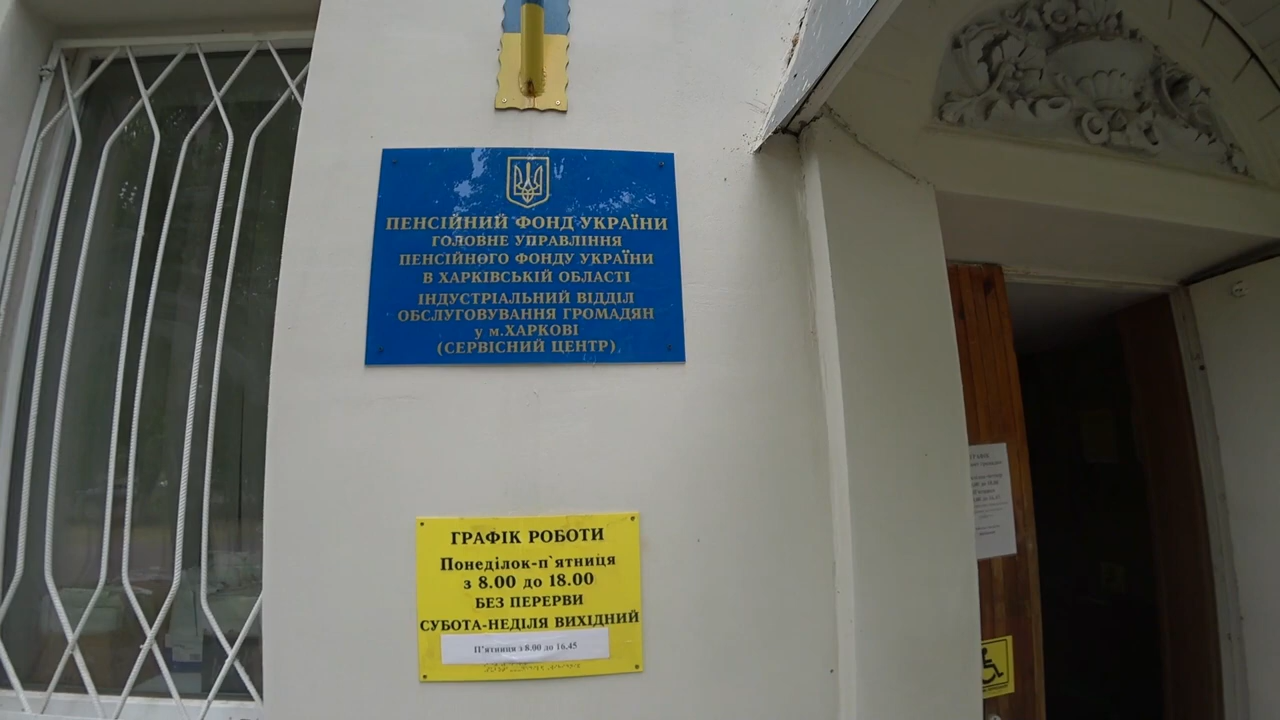 ПЕНСІЙНИЙ ФОНД УКРАЇНИ
ГОЛОВНЕ УПРАВЛІННЯ
ПЕНСІЙНОГО ФОНДУ УКРАЇНИ
В ХАРКІВСЬКІЙ ОБЛАСТІ
ІНДУСТРІАЛЬНИЙ ВІДДІЛ
ОБСЛУГОВУВАННЯ ГРОМАДЯН
у м.ХАРКОВІ
(СЕРВІСНИЙ ЦЕНТР)
ГРАФІК РОБОТИ
Понеділок-п`ятниця
з 8.00 до 18.00
БЕЗ ПЕРЕРВИ
СУБОТА-НЕДІЛЯ ВИХІДНИЙ
П'ятниця з 8.00 до 16.45